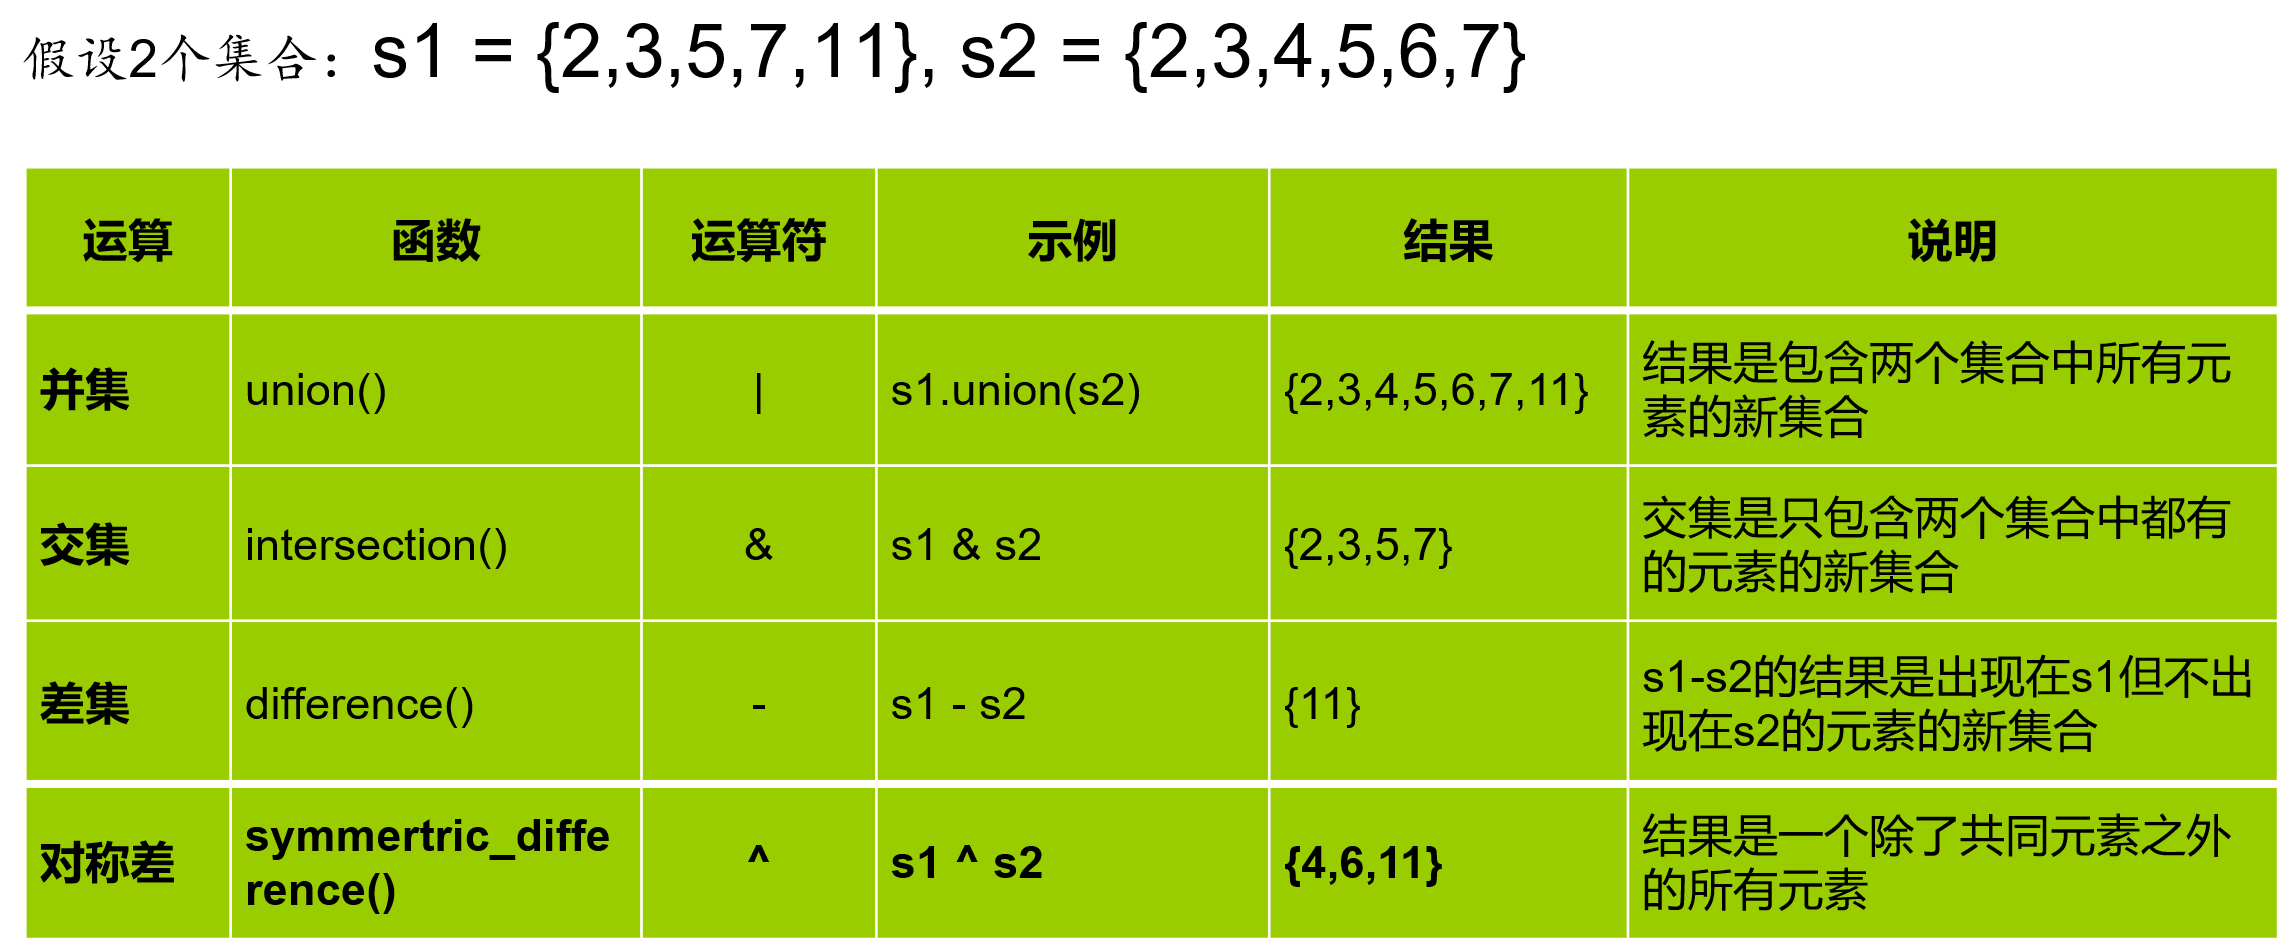 假设2个集合：s1 = {2,3,5,7,11}, s2 = {2,3,4,5,6,7}
运算 函数 运算符 示例 结果 说明
并集 union() | s1.union(s2) {2,3,4,5,6,7,11} 结果是包含两个集合中所有元
素的新集合
交集 intersection() & s1 & s2 {2,3,5,7} 交集是只包含两个集合中都有
的元素的新集合
差集 difference() - s1 - s2 {11} s1-s2的结果是出现在s1但不出
现在s2的元素的新集合
对称差 symmertric_diffe
rence() ^ s1 ^ s2 {4,6,11} 结果是一个除了共同元素之外
的所有元素